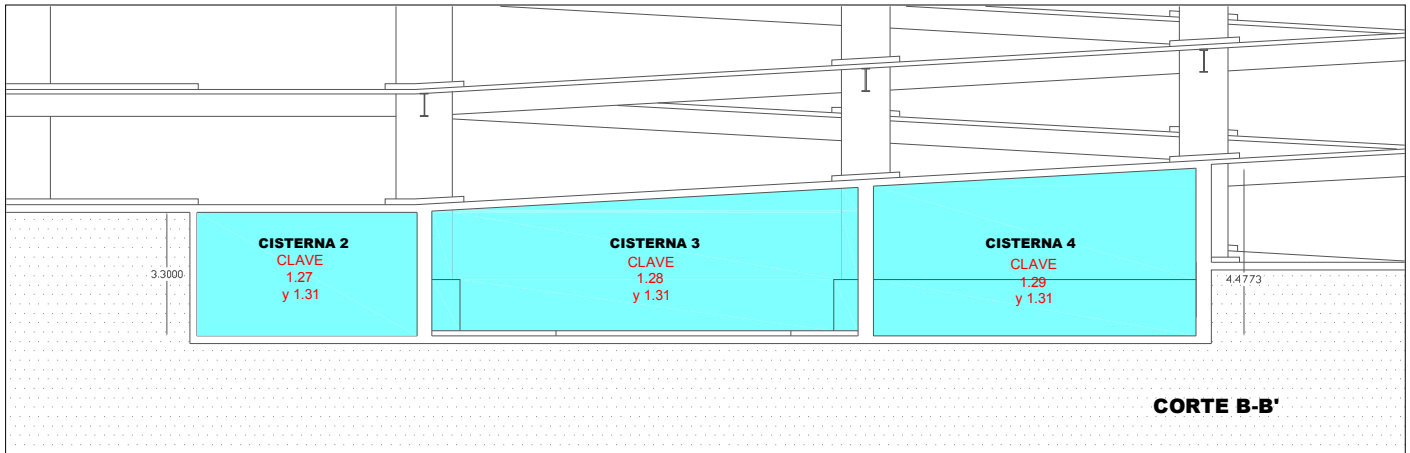 CISTERNA 2
CLAVE
1.27
y 1.31
CISTERNA 3
CLAVE
1.28
y 1.31
CISTERNA 4
CLAVE
1.29
y 1.31
3.3000
4.4773
CORTE B-B'